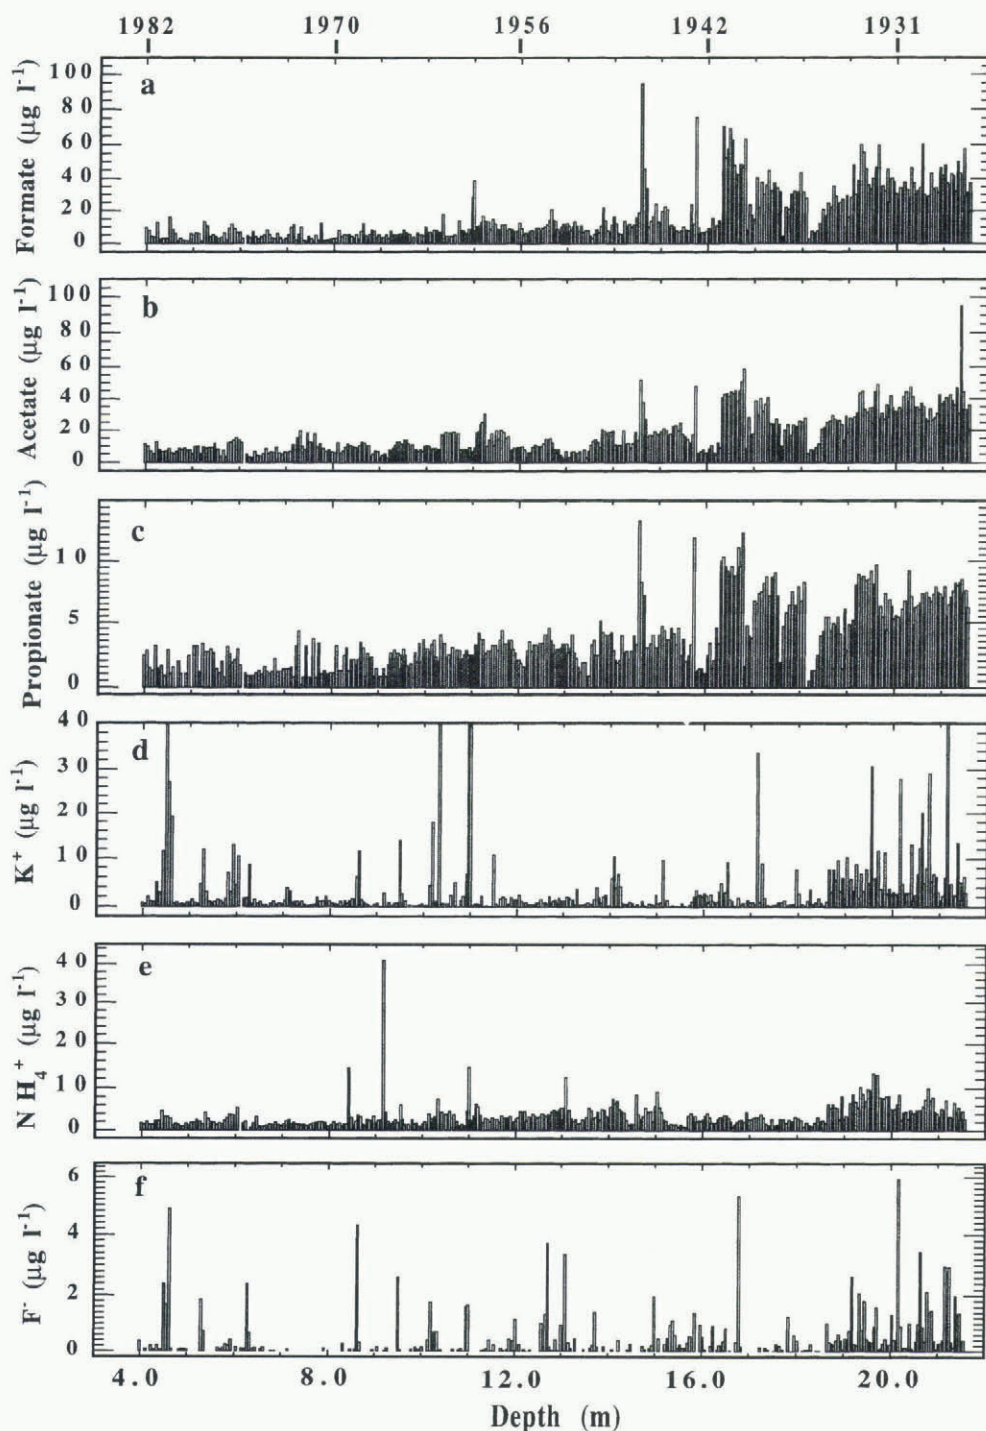 1982 1970 1956 1942 1931
a
Formate (µg l-1)
100
80
60
40
20
0
b
Acetate (µg l-1)
100
80
60
40
20
0
c
Propionate (µg l-1)
10
5
0
d
K+ (µg l-1)
40
30
20
10
0
e
NH4+ (µg l-1)
40
30
20
10
0
f
F- (µg l-1)
6
4
2
0
4.0 8.0 12.0 16.0 20.0
Depth (m)